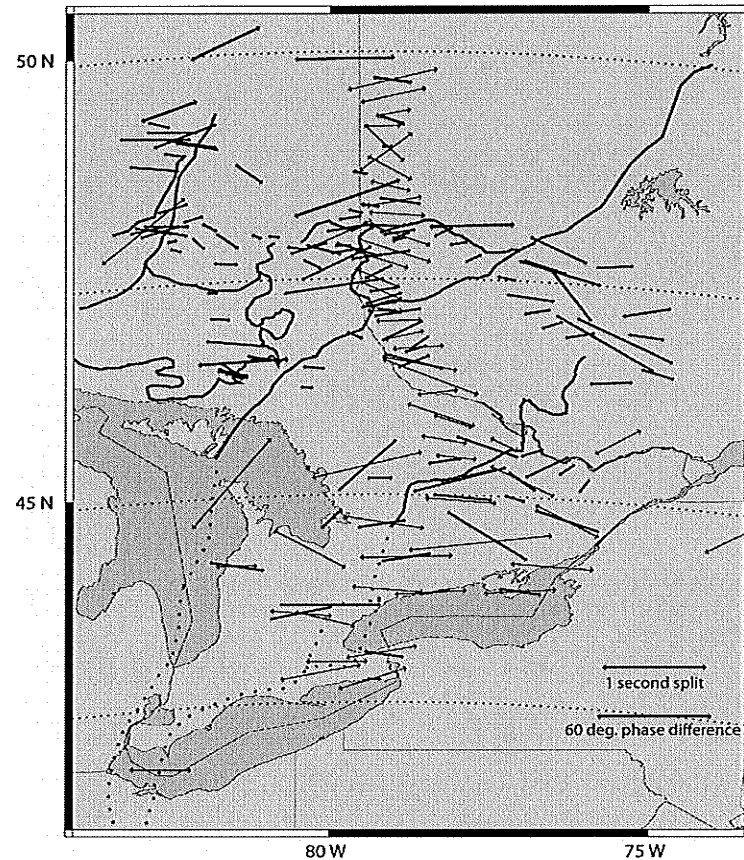 50 N
45 N
1 second split
60 deg. phase difference
80 W
75 W